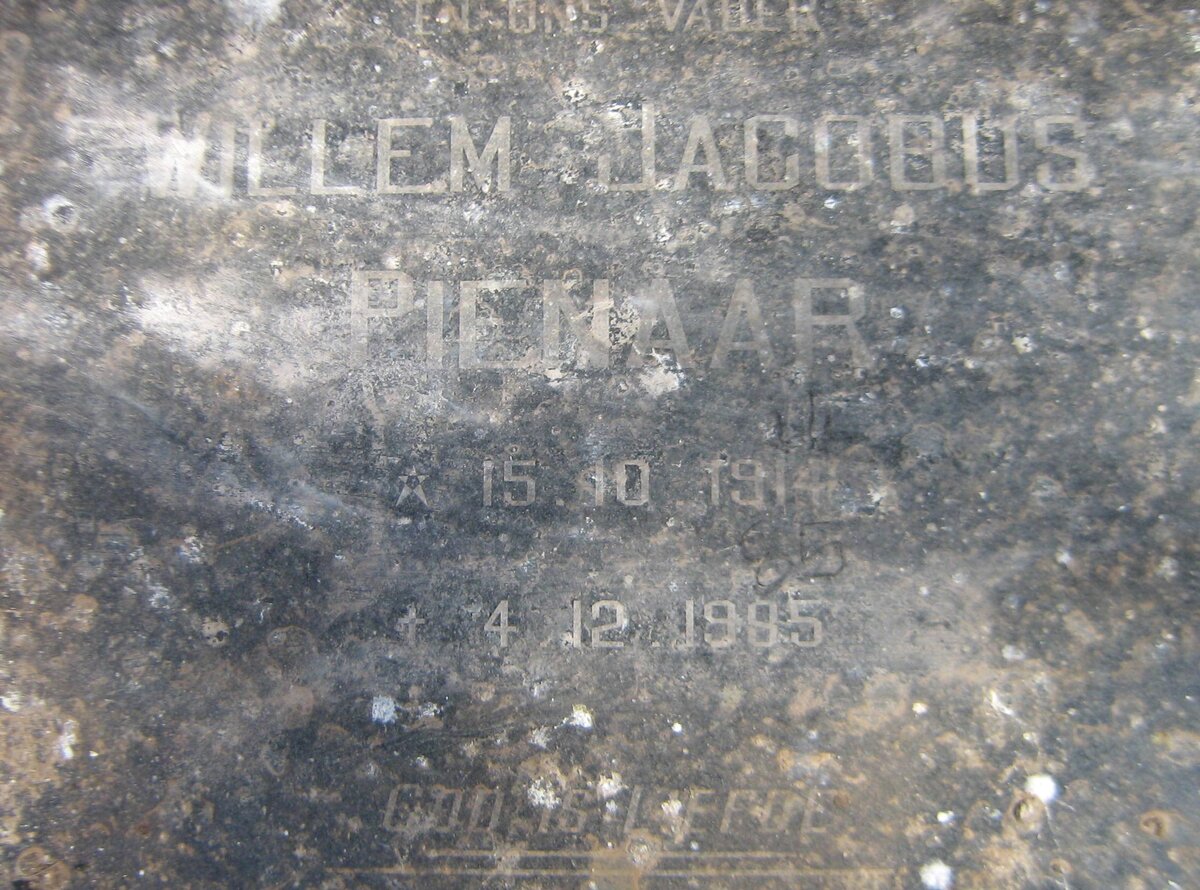 EN ONS VADER
WILLEM JACOBUS
PIENAAR
15.10.1914
† 4.12.1985
GOD IS LIEFDE